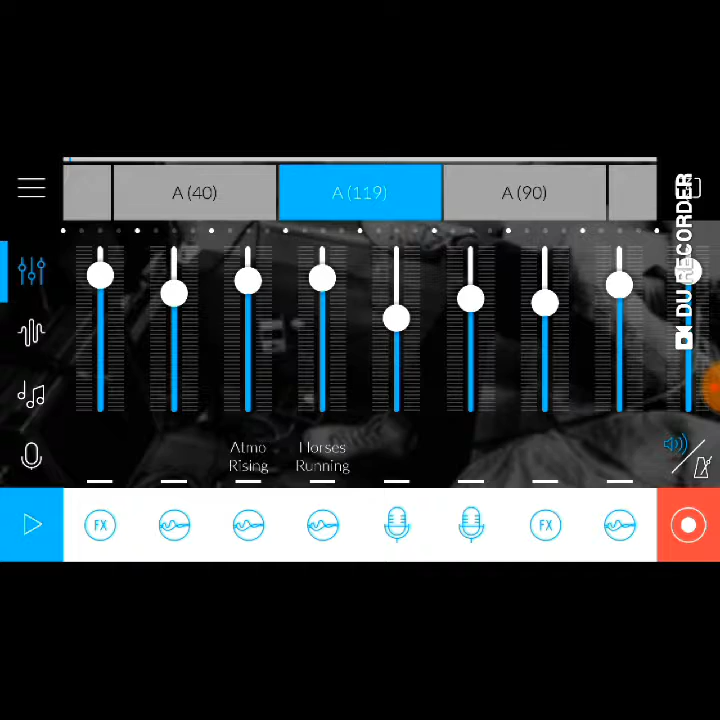 A (40)
A (119)
A (90)
DU RECORDER
Atmo
Rising
Horses
Running
FX
FX